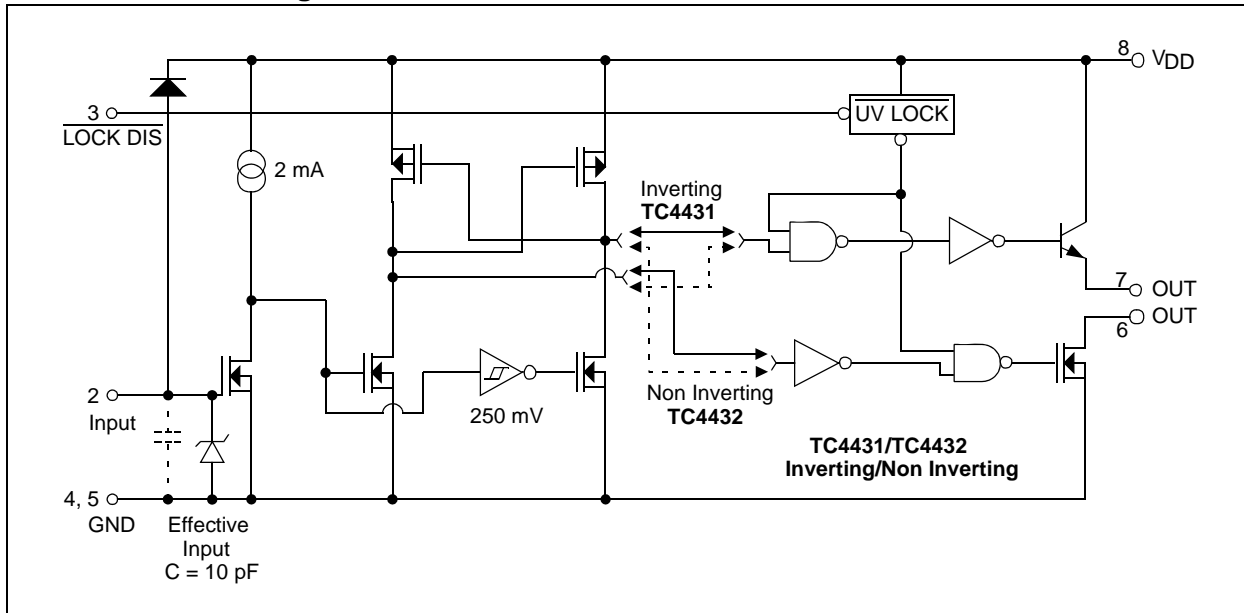 8
VDD
3
LOCK DIS
UV LOCK
2 mA
Inverting
TC4431
7
OUT
OUT
6
2
Input
250 mV
Non Inverting
TC4432
TC4431/TC4432
Inverting/Non Inverting
4, 5
GND
Effective
Input
C = 10 pF